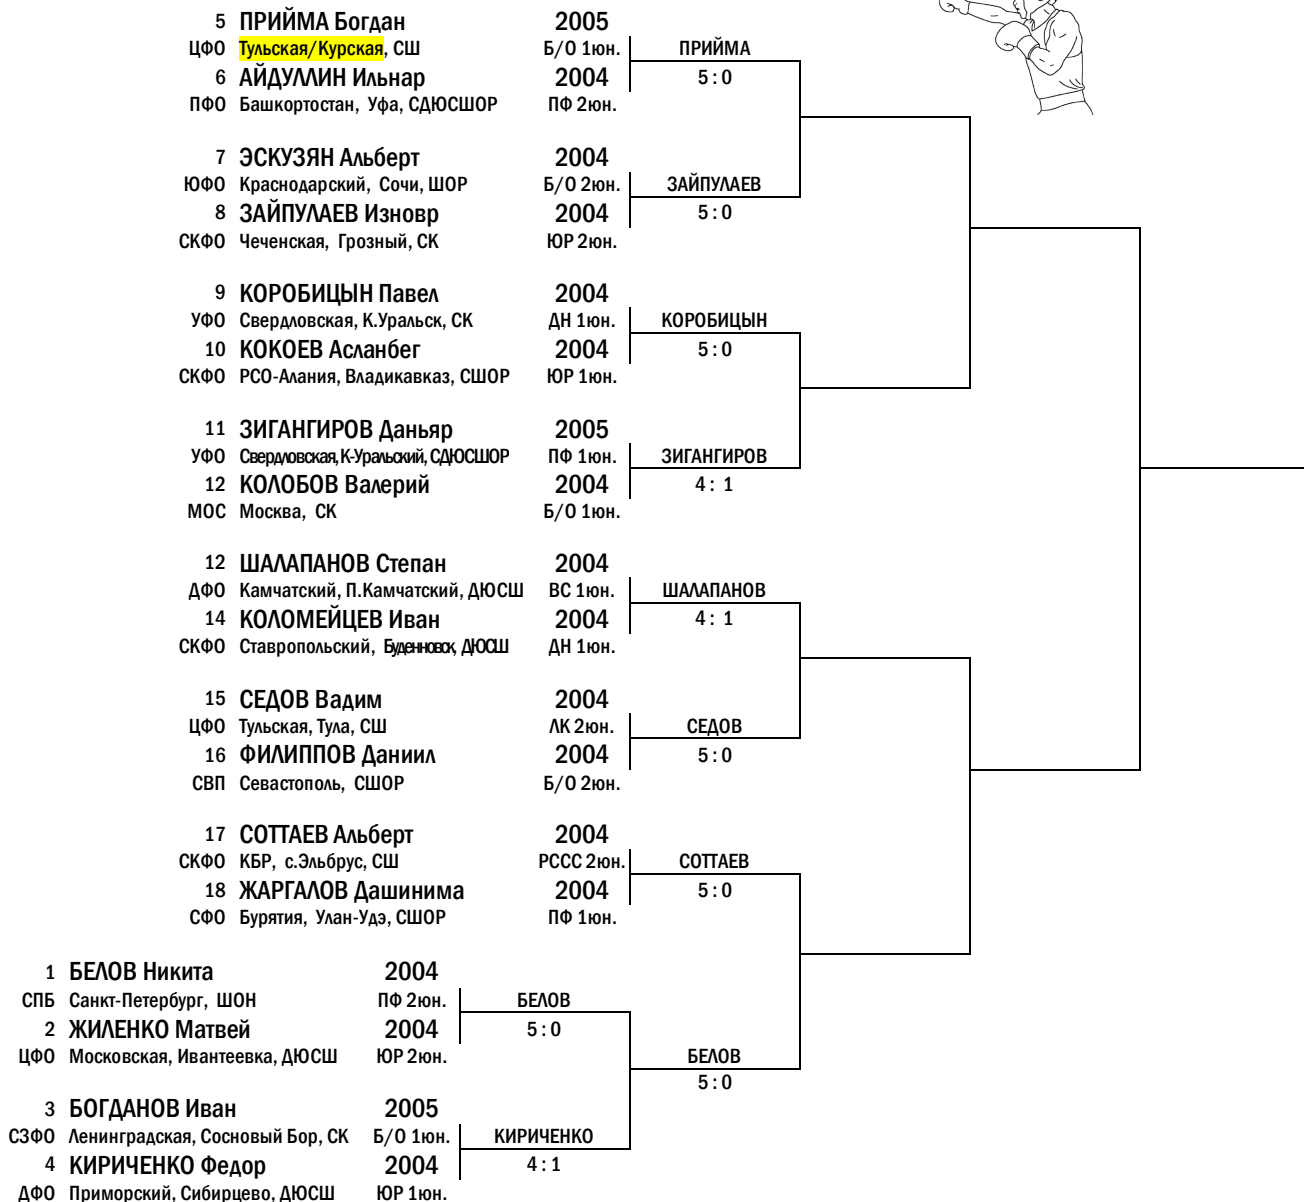 5 ПРИЙМА Богдан 2005
ЦФО Тульская/Курская, СШ Б/О 1юн. ПРИЙМА
6 АЙДУЛЛИН Ильнар 2004 5 : 0
ПФО Башкортостан, Уфа, СДЮСШОР ПФ 2юн.
7 ЭСКУЗЯН Альберт 2004
ЮФО Краснодарский, Сочи, ШОР Б/О 2юн. ЗАЙПУЛАЕВ
8 ЗАЙПУЛАЕВ Изновр 2004 5 : 0
СКФО Чеченская, Грозный, СК ЮР 2юн.
9 КОРОБИЦЫН Павел 2004
УФО Свердловская, К.Уральск, СК ДН 1юн. КОРОБИЦЫН
10 КОКОЕВ Асланбег 2004 5 : 0
СКФО РСО-Алания, Владикавказ, СШОР ЮР 1юн.
11 ЗИГАНГИРОВ Даньяр 2005
УФО Свердловская, К-Уральский, СДЮСШОР ПФ 1юн. ЗИГАНГИРОВ
12 КОЛОБОВ Валерий 2004 4 : 1
МОС Москва, СК Б/О 1юн.
12 ШАЛАПАНОВ Степан 2004
ДФО Камчатский, П.Камчатский, ДЮСШ ВС 1юн. ШАЛАПАНОВ
14 КОЛОМЕЙЦЕВ Иван 2004 4 : 1
СКФО Ставропольский, Буденновск, ДЮСШ ДН 1юн.
15 СЕДОВ Вадим 2004
ЦФО Тульская, Тула, СШ ЛК 2юн. СЕДОВ
16 ФИЛИППОВ Даниил 2004 5 : 0
СВП Севастополь, СШОР Б/О 2юн.
17 СОТТАЕВ Альберт 2004
СКФО КБР, с.Эльбрус, СШ РССС 2юн. СОТТАЕВ
18 ЖАРГАЛОВ Дашинима 2004 5 : 0
СФО Бурятия, Улан-Удэ, СШОР ПФ 1юн.
1 БЕЛОВ Никита 2004
СПБ Санкт-Петербург, ШОН ПФ 2юн. БЕЛОВ
2 ЖИЛЕНКО Матвей 2004 5 : 0
ЦФО Московская, Ивантеевка, ДЮСШ ЮР 2юн. БЕЛОВ
5 : 0
3 БОГДАНОВ Иван 2005
СЗФО Ленинградская, Сосновый Бор, СК Б/О 1юн. КИРИЧЕНКО
4 КИРИЧЕНКО Федор 2004 4 : 1
ДФО Приморский, Сибирцево, ДЮСШ ЮР 1юн.